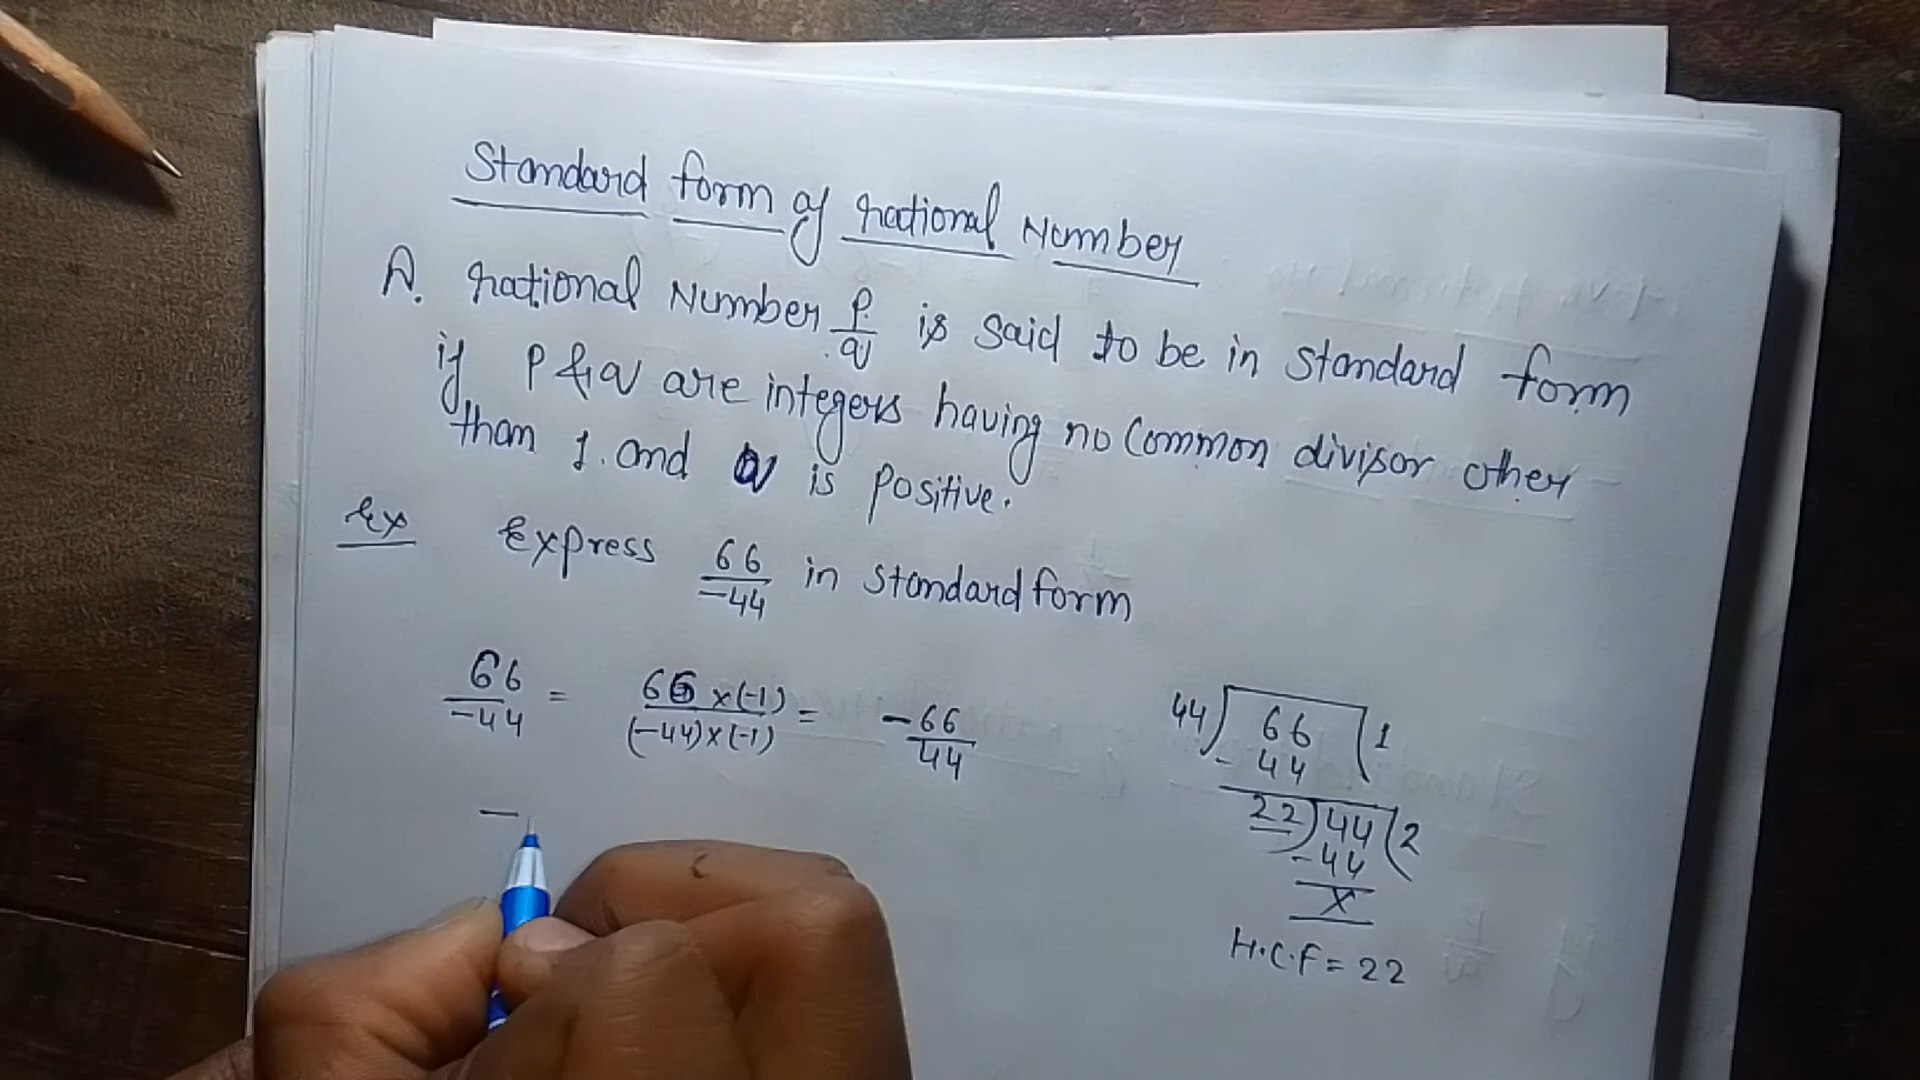 Standard form of rational Number
A. rational Number P/q is said to be in standard form
if P & q are integers having no common divisor other
than 1. and q is positive.
Ex Express 66/-44 in standard form
66/-44 = 66 x(-1)/(-44)x(-1) = -66/44
44) 66 (1
- 44
22) 44 (2
-44
x
H.C.F = 22